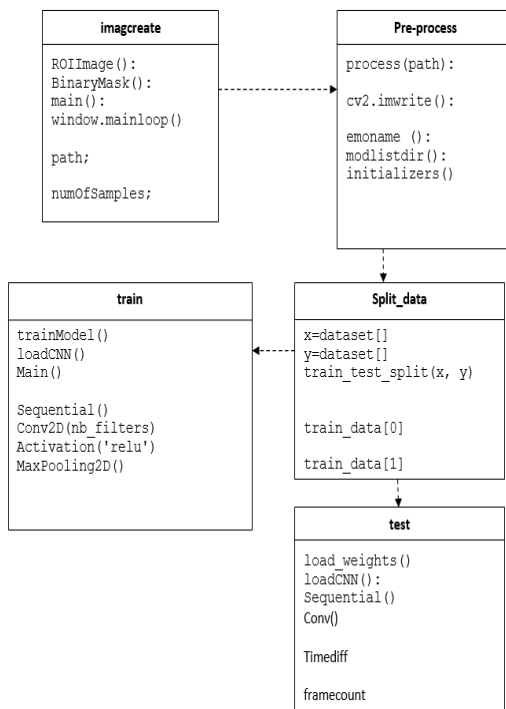 imagcreate
ROIImage():
BinaryMask():
main():
window.mainloop()
path;
numOfSamples;
Pre-process
process(path):
cv2.imwrite():
emoname ():
modlistdir():
initializers()
train
trainModel()
loadCNN()
Main()
Sequential()
Conv2D(nb_filters)
Activation('relu')
MaxPooling2D()
Split_data
x=dataset[]
y=dataset[]
train_test_split(x, y)
train_data[0]
train_data[1]
test
load_weights()
loadCNN():
Sequential()
Conv()
Timediff
framecount